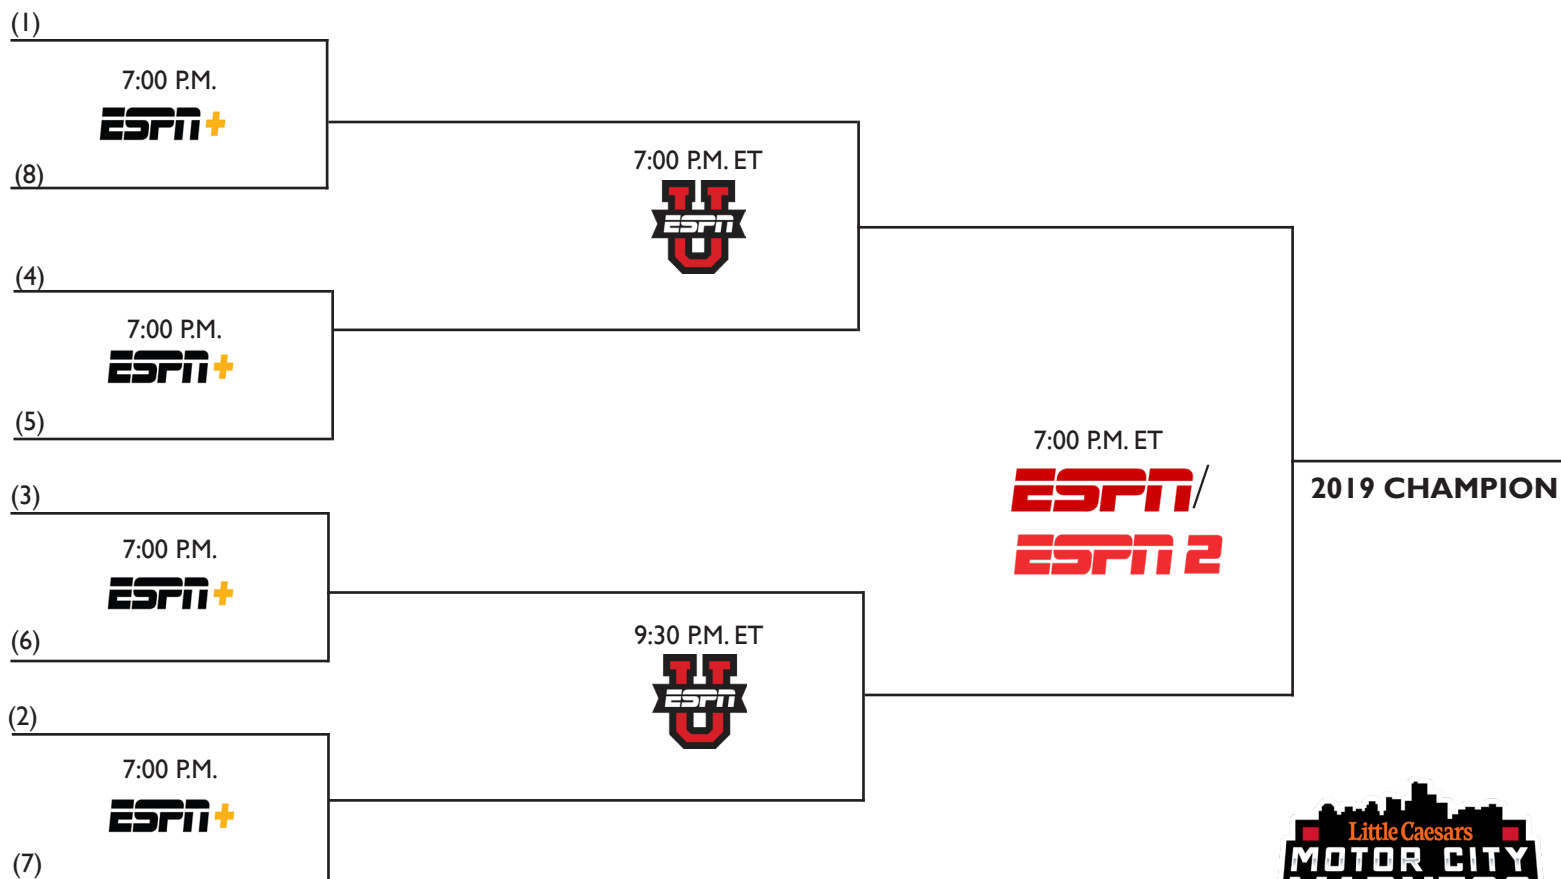 (1)
7:00 P.M.
ESPN+
(8)
7:00 P.M. ET
ESPN
U
(4)
7:00 P.M.
ESPN+
(5)
7:00 P.M. ET
ESPN/
ESPN 2
2019 CHAMPION
(3)
7:00 P.M.
ESPN+
(6)
9:30 P.M. ET
ESPN
U
(2)
7:00 P.M.
ESPN+
(7)
Little Caesars
MOTOR CITY